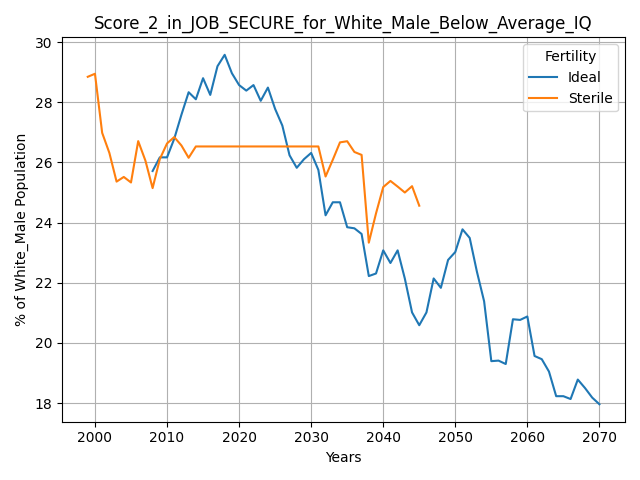 Score_2_in_JOB_SECURE_for_White_Male_Below_Average_IQ
Fertility
Ideal
Sterile
% of White_Male Population
30
28
26
24
22
20
18
2000 2010 2020 2030 2040 2050 2060 2070
Years